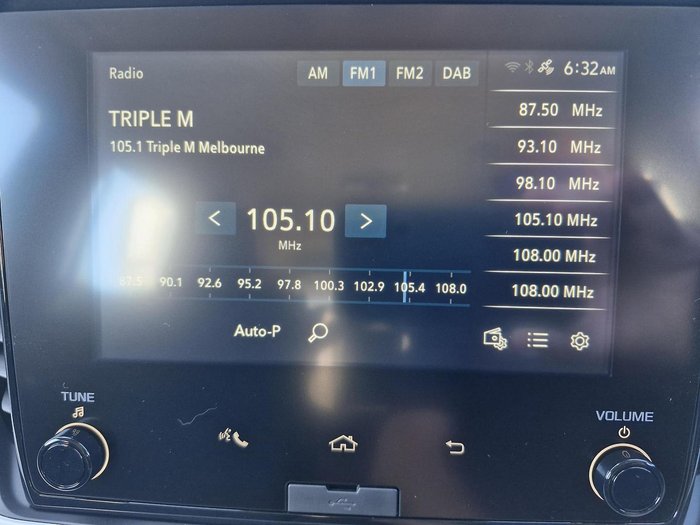 Radio
AM FM1 FM2 DAB
6:32AM
TRIPLE M
105.1 Triple M Melbourne
< 105.10 >
MHz
87.5 90.1 92.6 95.2 97.8 100.3 102.9 105.4 108.0
Auto-P
87.50 MHz
93.10 MHz
98.10 MHz
105.10 MHz
108.00 MHz
108.00 MHz
TUNE
VOLUME